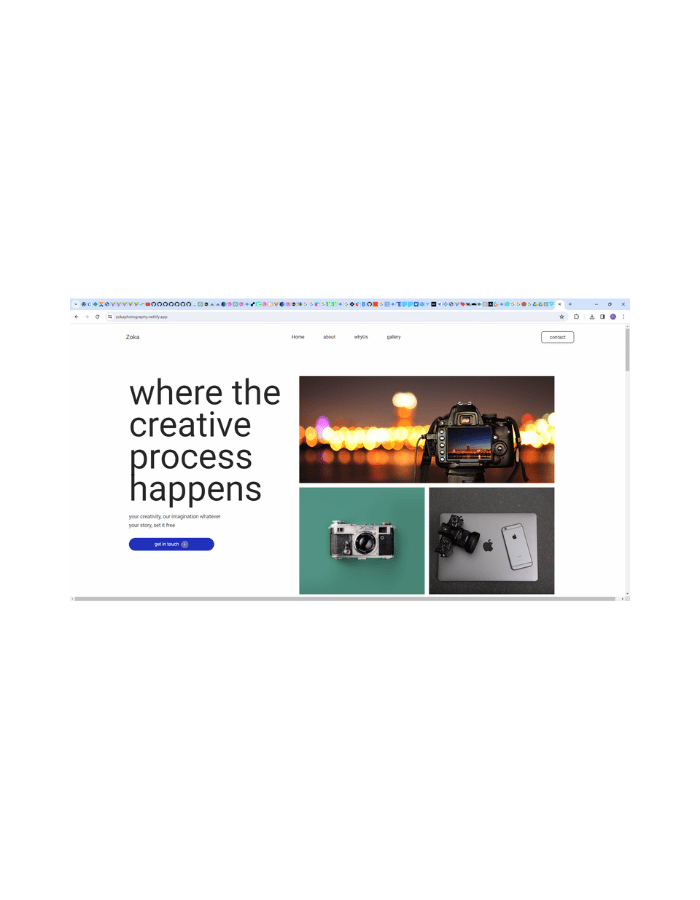 zokaphotography.netlify.app
Zoka
Home about whyUs gallery contact
where the
creative
process
happens
your creativity, our imagination whatever
your story, set it free
get in touch